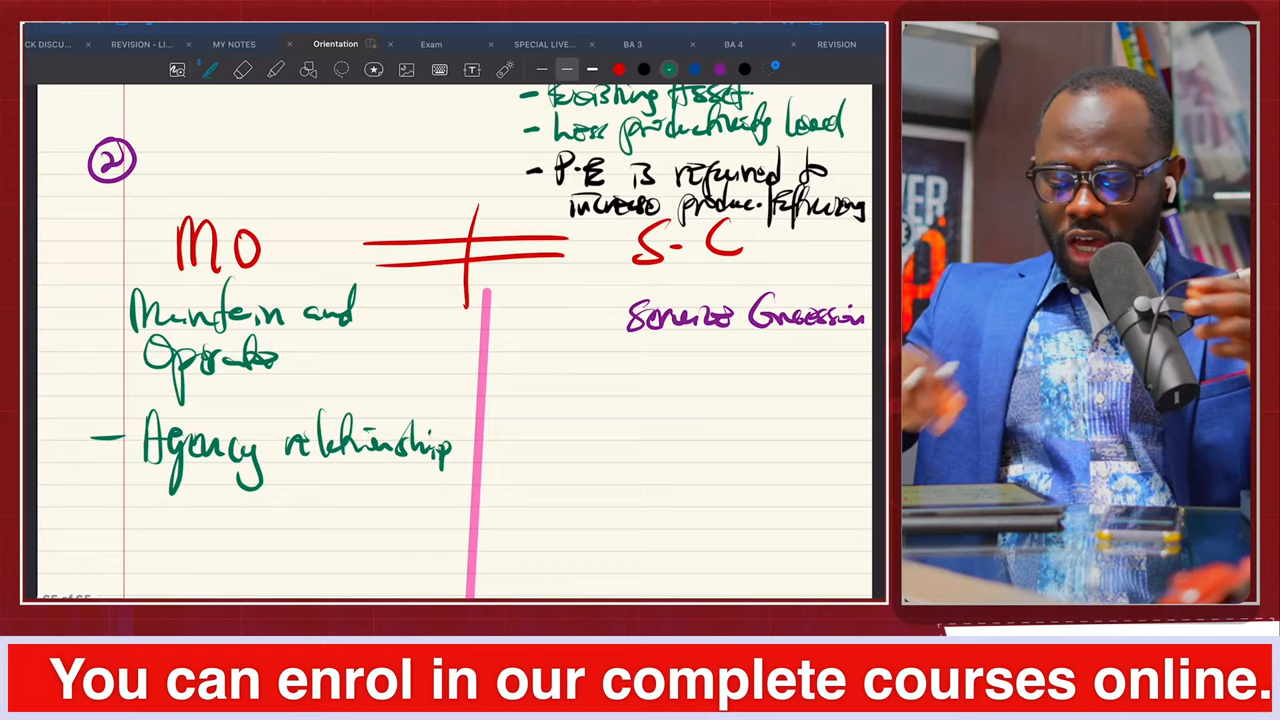 CK DISCU...
REVISION - LI...
MY NOTES
Orientation
Exam
SPECIAL LIVE...
BA 3
BA 4
REVISION
- Existing Asset
- Less productivity Load
- P.E is required to
increase produc.
②
MO
S. C
Maintain and
Operate
Service Concession
- Agency relationship
You can enrol in our complete courses online.